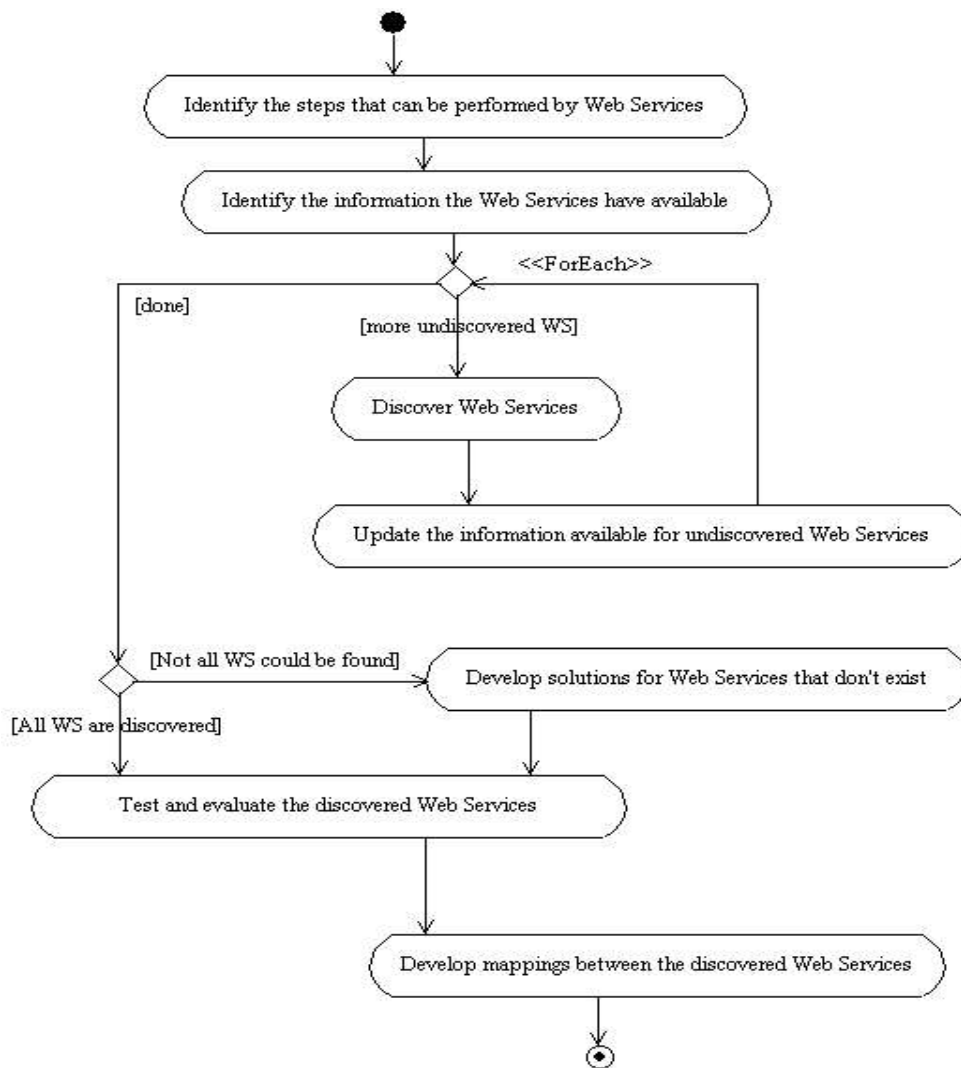 Identify the steps that can be performed by Web Services
Identify the information the Web Services have available
<<ForEach>>
[done]
[more undiscovered WS]
Discover Web Services
Update the information available for undiscovered Web Services
[Not all WS could be found]
Develop solutions for Web Services that don't exist
[All WS are discovered]
Test and evaluate the discovered Web Services
Develop mappings between the discovered Web Services